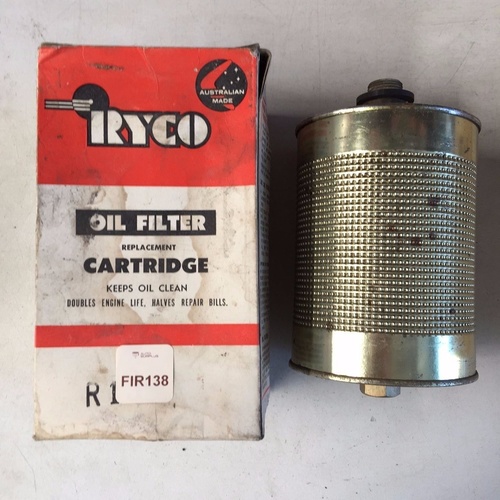 AUSTRALIAN
MADE
RYCO
OIL FILTER
REPLACEMENT
CARTRIDGE
KEEPS OIL CLEAN
DOUBLES ENGINE LIFE, HALVES REPAIR BILLS.
FIR138
R1